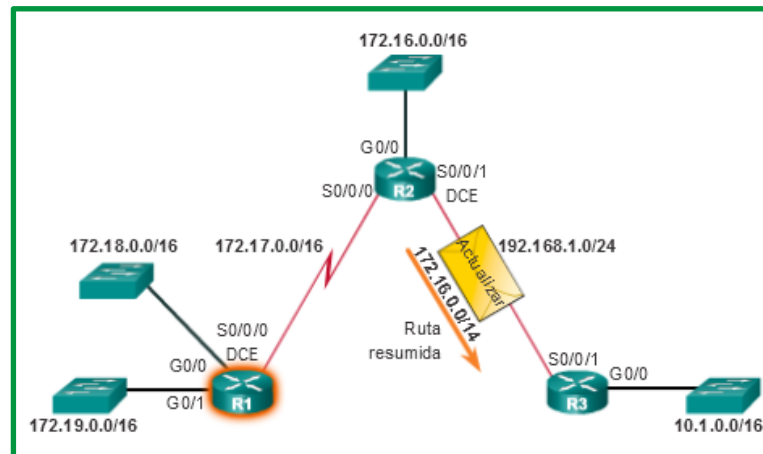 172.16.0.0/16
G0/0
S0/0/1
R2
DCE
S0/0/0
172.18.0.0/16
172.17.0.0/16
192.168.1.0/24
Actualizar
172.16.0.0/14
Ruta
resumida
S0/0/0
DCE
G0/0
G0/1
R1
172.19.0.0/16
S0/0/1
G0/0
R3
10.1.0.0/16